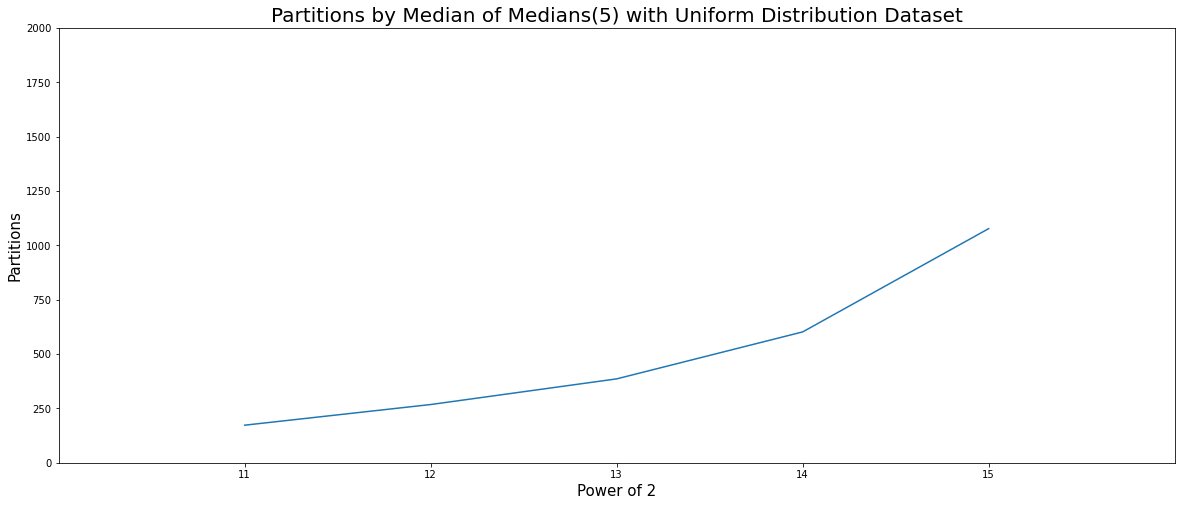 Partitions by Median of Medians(5) with Uniform Distribution Dataset
2000
1750
1500
1250
1000
750
500
250
0
Partitions
11 12 13 14 15
Power of 2